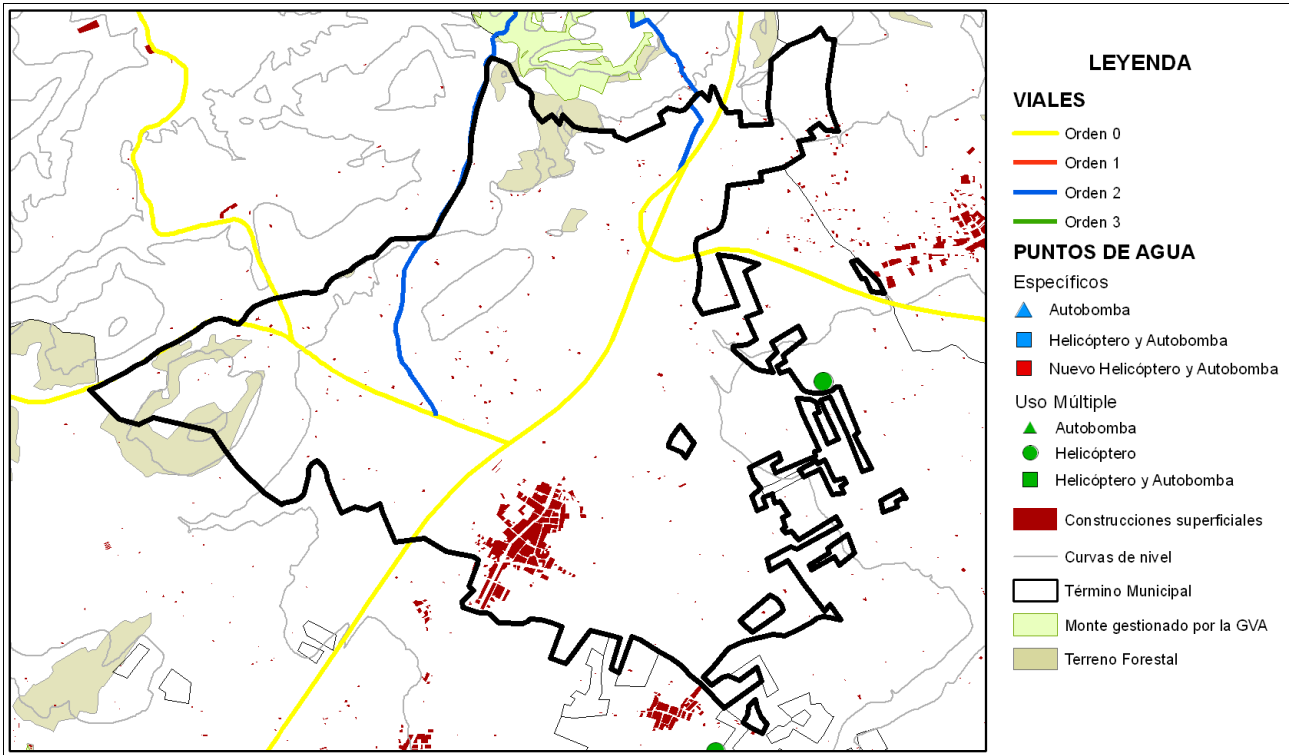 LEYENDA
VIALES
Orden 0
Orden 1
Orden 2
Orden 3
PUNTOS DE AGUA
Específicos
Autobomba
Helicóptero y Autobomba
Nuevo Helicóptero y Autobomba
Uso Múltiple
Autobomba
Helicóptero
Helicóptero y Autobomba
Construcciones superficiales
Curvas de nivel
Término Municipal
Monte gestionado por la GVA
Terreno Forestal